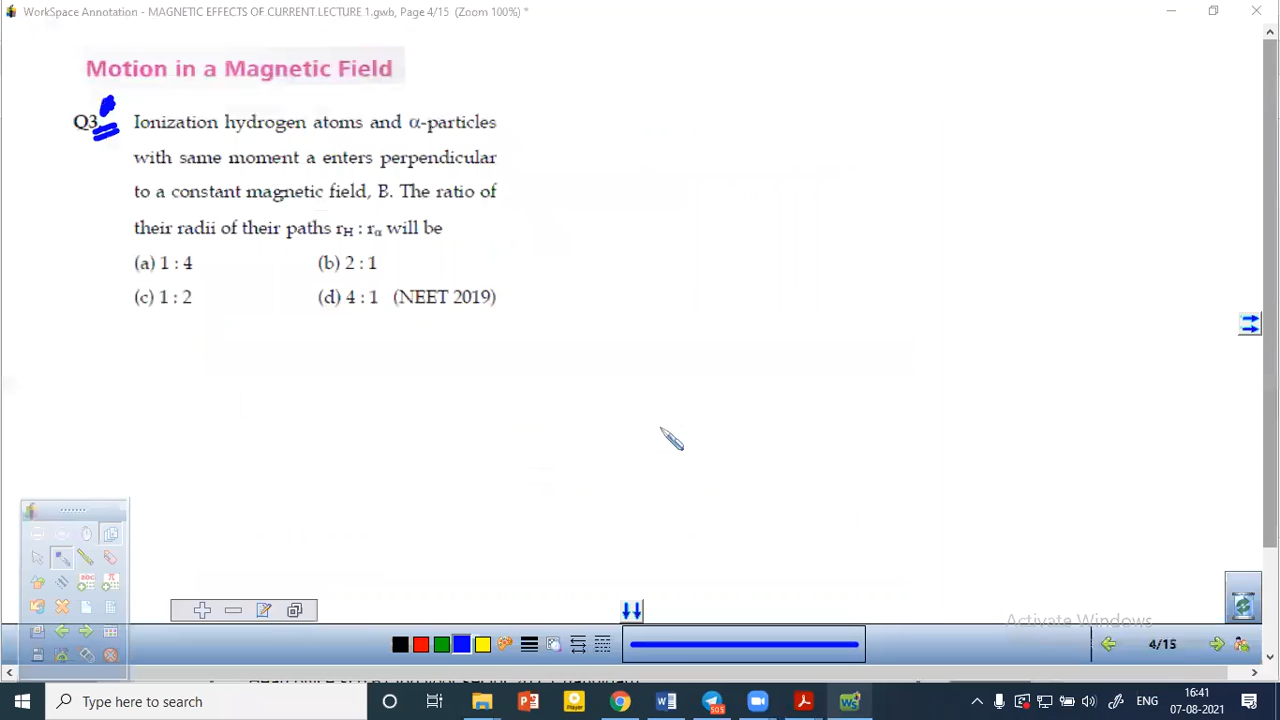 WorkSpace Annotation - MAGNETIC EFFECTS OF CURRENT.LECTURE 1.gwb, Page 4/15 (Zoom 100%) *
Motion in a Magnetic Field
Q3. Ionization hydrogen atoms and α-particles
with same moment a enters perpendicular
to a constant magnetic field, B. The ratio of
their radii of their paths rH : rα will be
(a) 1 : 4 (b) 2 : 1
(c) 1 : 2 (d) 4 : 1 (NEET 2019)
Activate Windows
4/15
Type here to search
ENG
16:41
07-08-2021